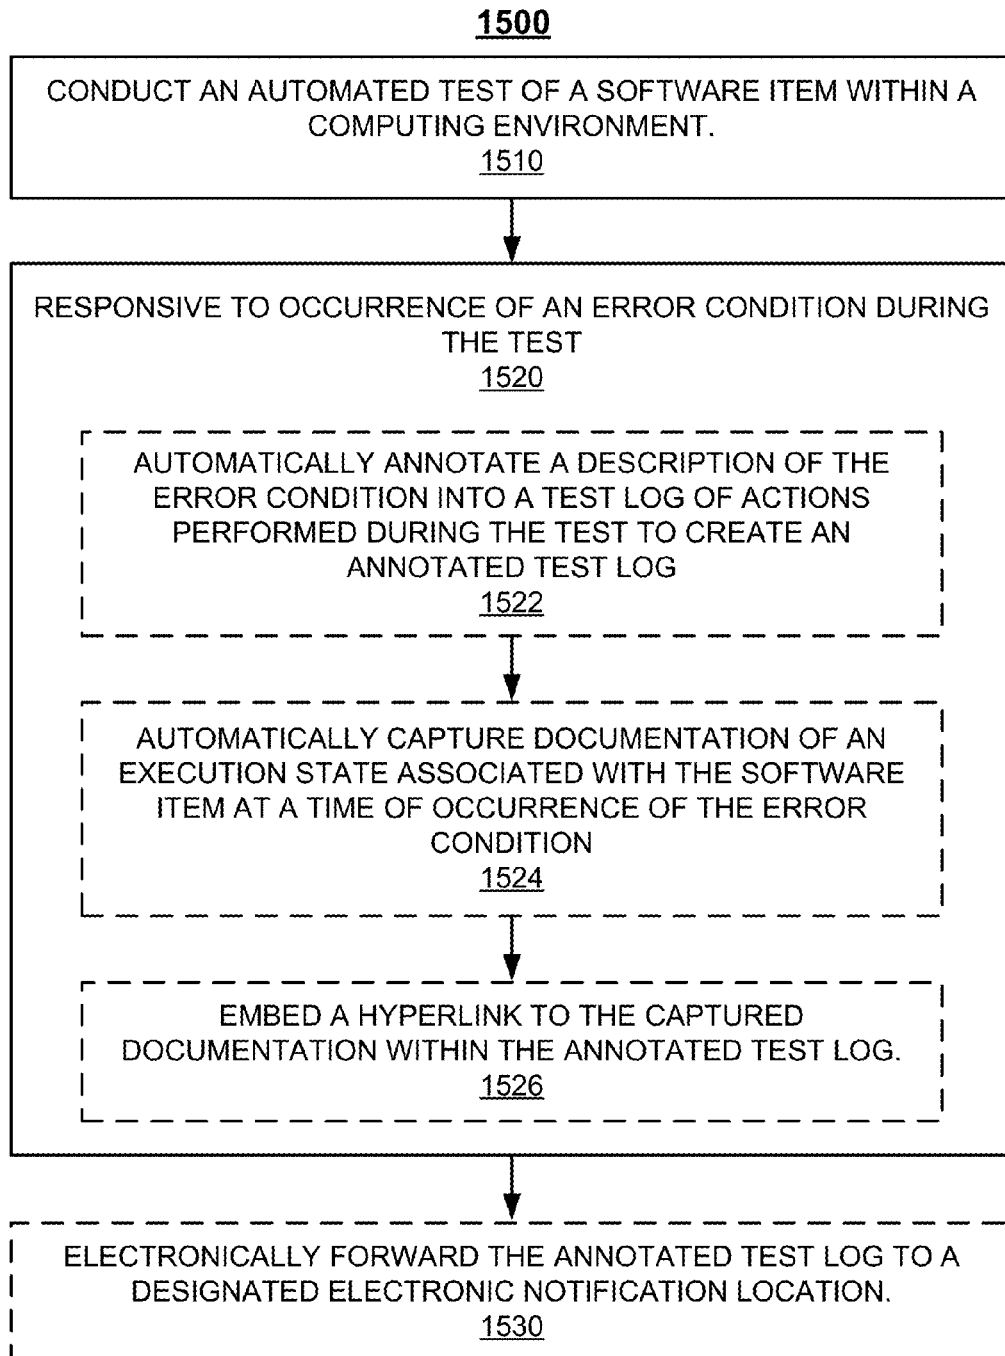 1500
CONDUCT AN AUTOMATED TEST OF A SOFTWARE ITEM WITHIN A
COMPUTING ENVIRONMENT.
1510
RESPONSIVE TO OCCURRENCE OF AN ERROR CONDITION DURING
THE TEST
1520
AUTOMATICALLY ANNOTATE A DESCRIPTION OF THE
ERROR CONDITION INTO A TEST LOG OF ACTIONS
PERFORMED DURING THE TEST TO CREATE AN
ANNOTATED TEST LOG
1522
AUTOMATICALLY CAPTURE DOCUMENTATION OF AN
EXECUTION STATE ASSOCIATED WITH THE SOFTWARE
ITEM AT A TIME OF OCCURRENCE OF THE ERROR
CONDITION
1524
EMBED A HYPERLINK TO THE CAPTURED
DOCUMENTATION WITHIN THE ANNOTATED TEST LOG.
1526
ELECTRONICALLY FORWARD THE ANNOTATED TEST LOG TO A
DESIGNATED ELECTRONIC NOTIFICATION LOCATION.
1530